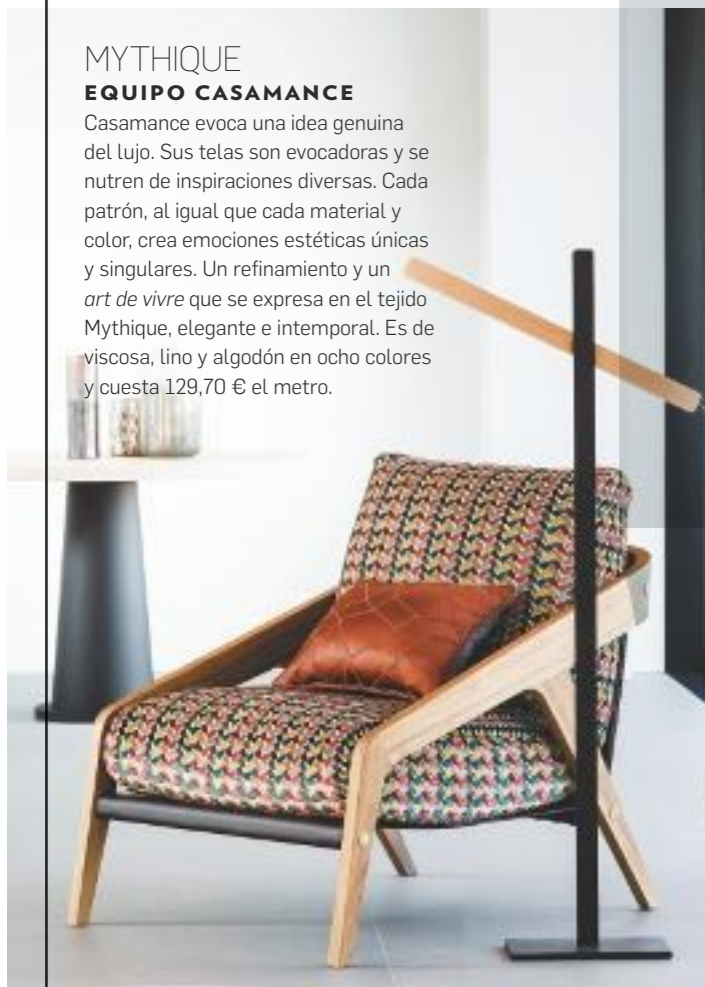 MYTHIQUE
EQUIPO CASAMANCE
Casamance evoca una idea genuina
del lujo. Sus telas son evocadoras y se
nutren de inspiraciones diversas. Cada
patrón, al igual que cada material y
color, crea emociones estéticas únicas
y singulares. Un refinamiento y un
art de vivre que se expresa en el tejido
Mythique, elegante e intemporal. Es de
viscosa, lino y algodón en ocho colores
y cuesta 129,70 € el metro.